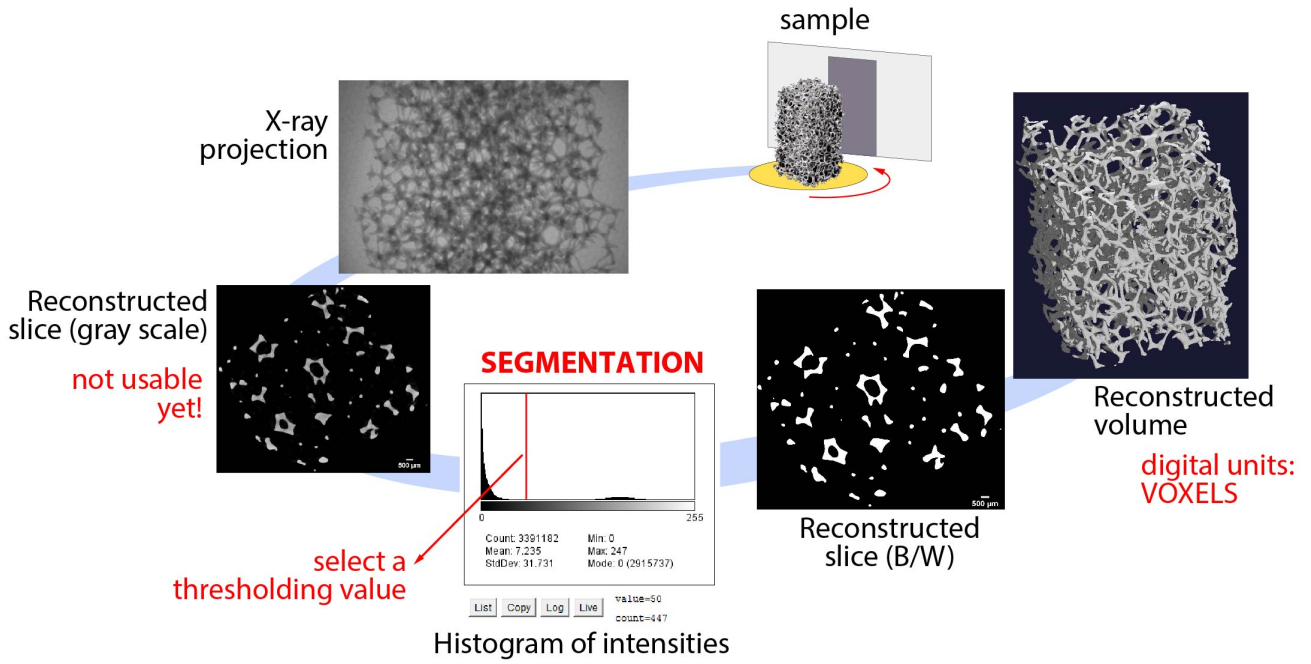 sample
X-ray
projection
Reconstructed
slice (gray scale)
not usable
yet!
500 µm
SEGMENTATION
0
255
Count: 3391182
Min: 0
Mean: 7.235
Max: 247
StdDev: 31.731
Mode: 0 (2915737)
List
Copy
Log
Live
value=50
count=447
select a
thresholding value
Histogram of intensities
500 µm
Reconstructed
slice (B/W)
Reconstructed
volume
digital units:
VOXELS